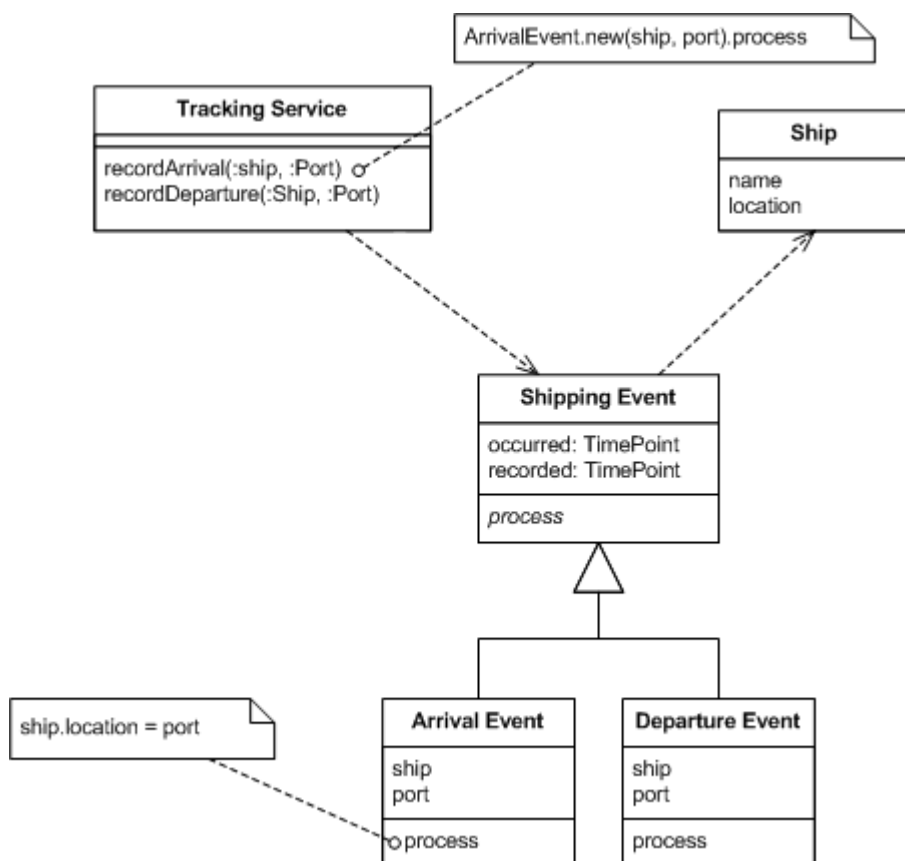 ArrivalEvent.new(ship, port).process
Tracking Service
recordArrival(:ship, :Port)
recordDeparture(:Ship, :Port)
Ship
name
location
Shipping Event
occurred: TimePoint
recorded: TimePoint
process
ship.location = port
Arrival Event
ship
port
process
Departure Event
ship
port
process